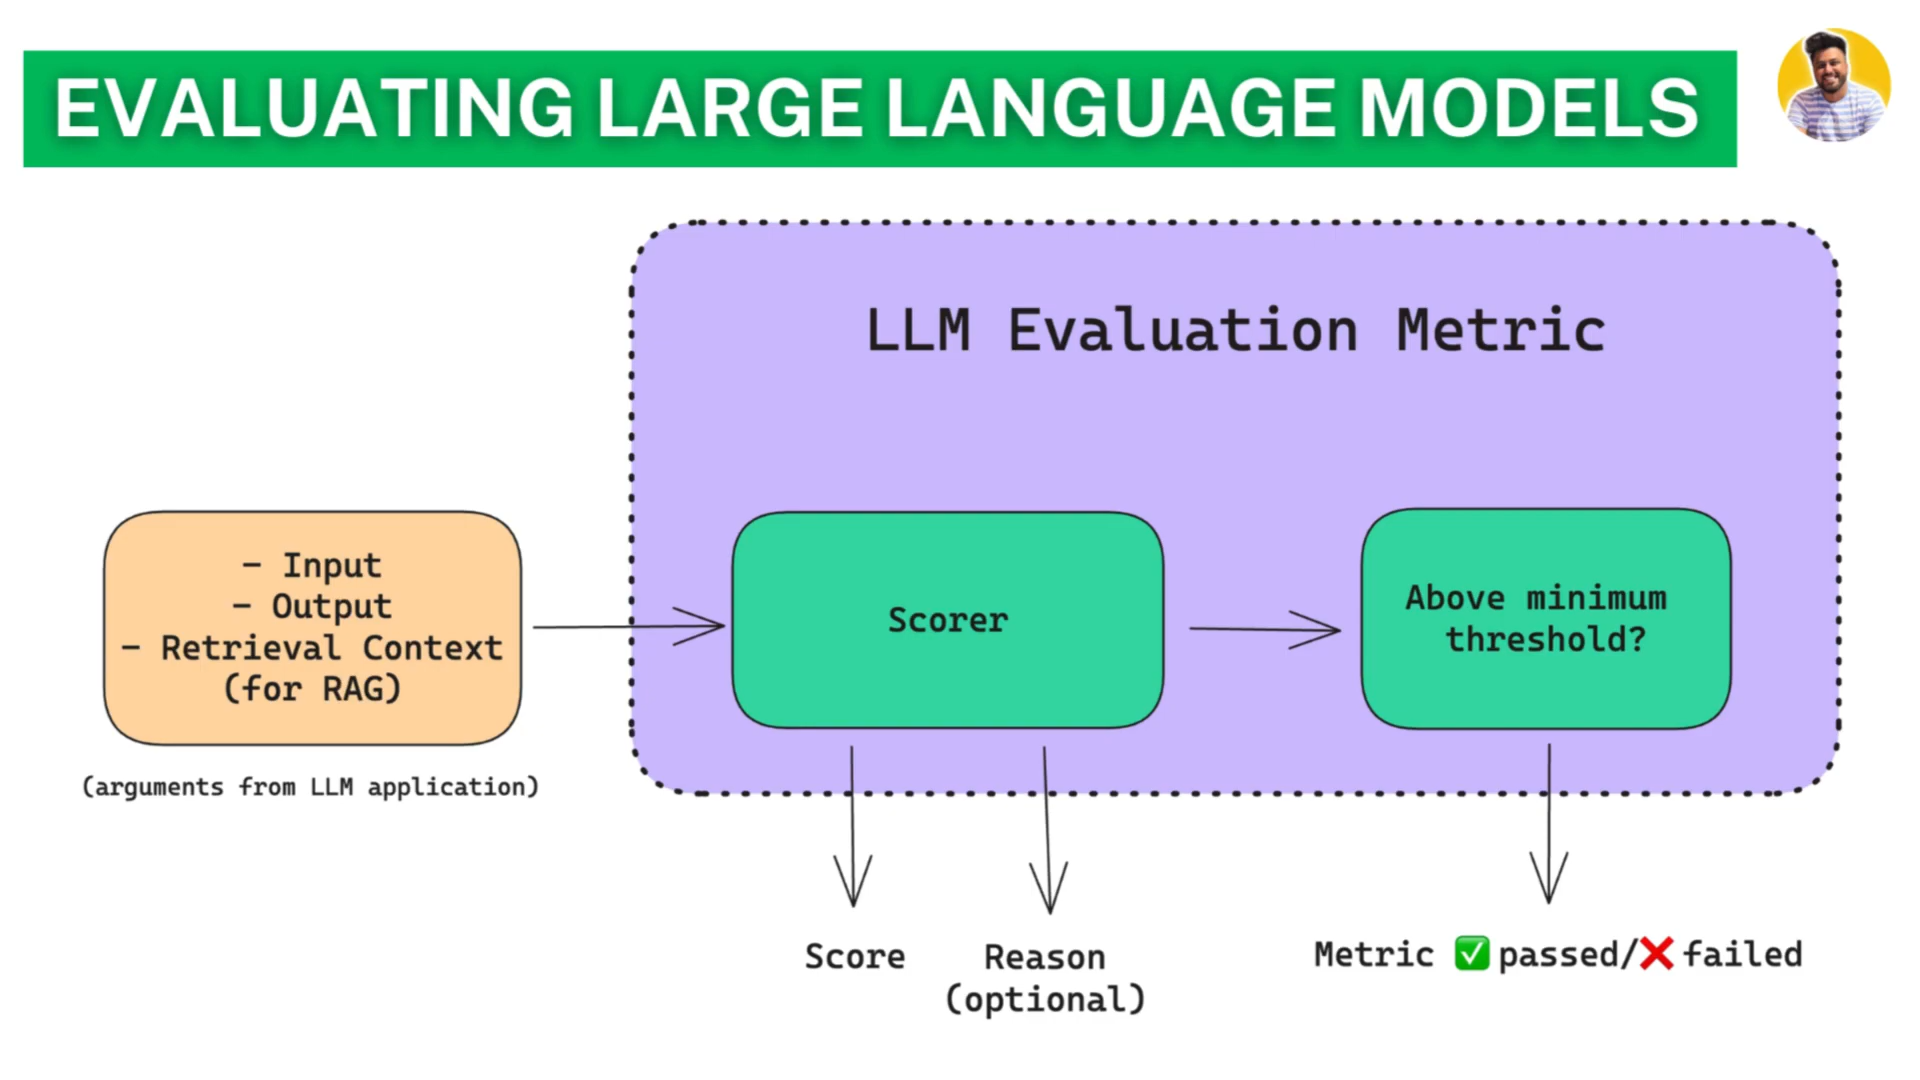 EVALUATING LARGE LANGUAGE MODELS
LLM Evaluation Metric
- Input
- Output
- Retrieval Context
(for RAG)
(arguments from LLM application)
Scorer
Above minimum
threshold?
Score
Reason
(optional)
Metric ✅ passed/❌ failed